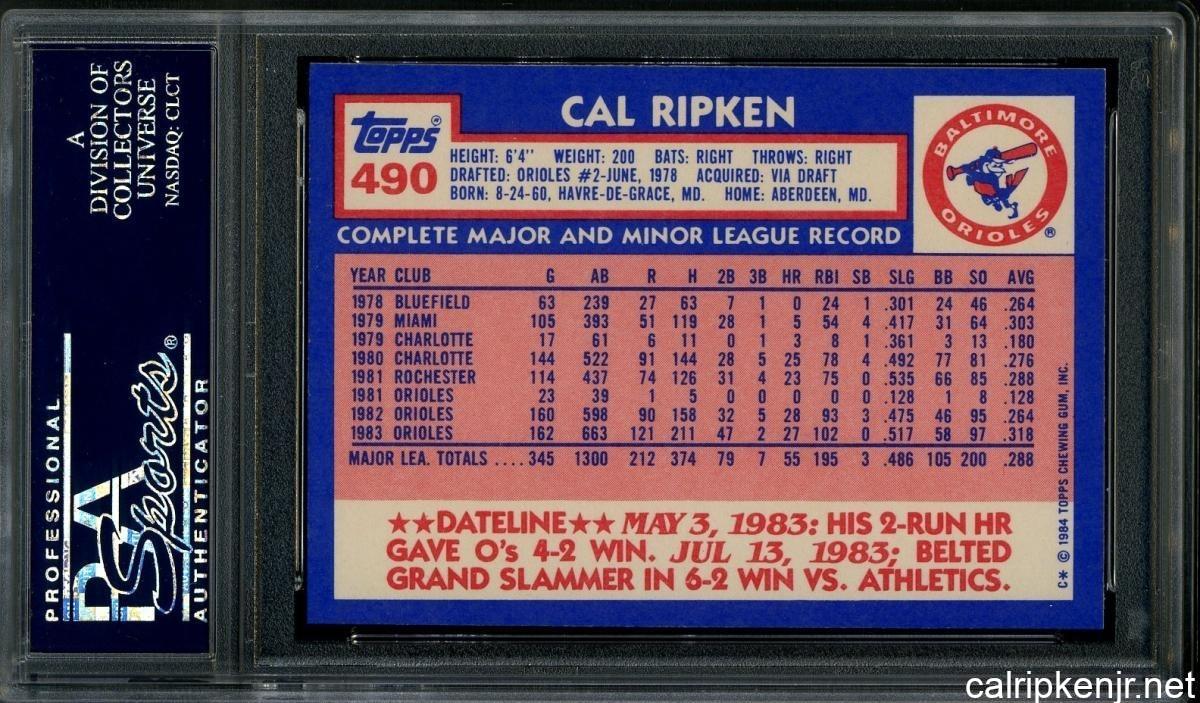 A
DIVISION OF
COLLECTORS
UNIVERSE
NASDAQ: CLCT
PROFESSIONAL
PSA
Sports®
AUTHENTICATOR
Topps®
490
CAL RIPKEN
HEIGHT: 6'4" WEIGHT: 200 BATS: RIGHT THROWS: RIGHT
DRAFTED: ORIOLES #2-JUNE, 1978 ACQUIRED: VIA DRAFT
BORN: 8-24-60, HAVRE-DE-GRACE, MD. HOME: ABERDEEN, MD.
BALTIMORE
ORIOLES®
COMPLETE MAJOR AND MINOR LEAGUE RECORD
YEAR CLUB G AB R H 2B 3B HR RBI SB SLG BB SO AVG
1978 BLUEFIELD 63 239 27 63 7 1 0 24 1 .301 24 46 .264
1979 MIAMI 105 393 51 119 28 1 5 54 4 .417 31 64 .303
1979 CHARLOTTE 17 61 6 11 0 1 3 8 1 .361 3 13 .180
1980 CHARLOTTE 144 522 91 144 28 5 25 78 4 .492 77 81 .276
1981 ROCHESTER 114 437 74 126 31 4 23 75 0 .535 66 85 .288
1981 ORIOLES 23 39 1 5 0 0 0 0 0 .128 1 8 .128
1982 ORIOLES 160 598 90 158 32 5 28 93 3 .475 46 95 .264
1983 ORIOLES 162 663 121 211 47 2 27 102 0 .517 58 97 .318
MAJOR LEA. TOTALS .... 345 1300 212 374 79 7 55 195 3 .486 105 200 .288
★★DATELINE★★ MAY 3, 1983: HIS 2-RUN HR
GAVE O's 4-2 WIN. JUL 13, 1983; BELTED
GRAND SLAMMER IN 6-2 WIN VS. ATHLETICS.
C* © 1984 TOPPS CHEWING GUM, INC.
calripkenjr.net